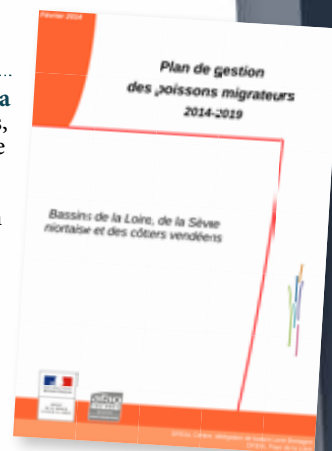 Février 2014
Plan de gestion
des poissons migrateurs
2014-2019
Bassins de la Loire, de la Sèvre
niortaise et des côtiers vendéens